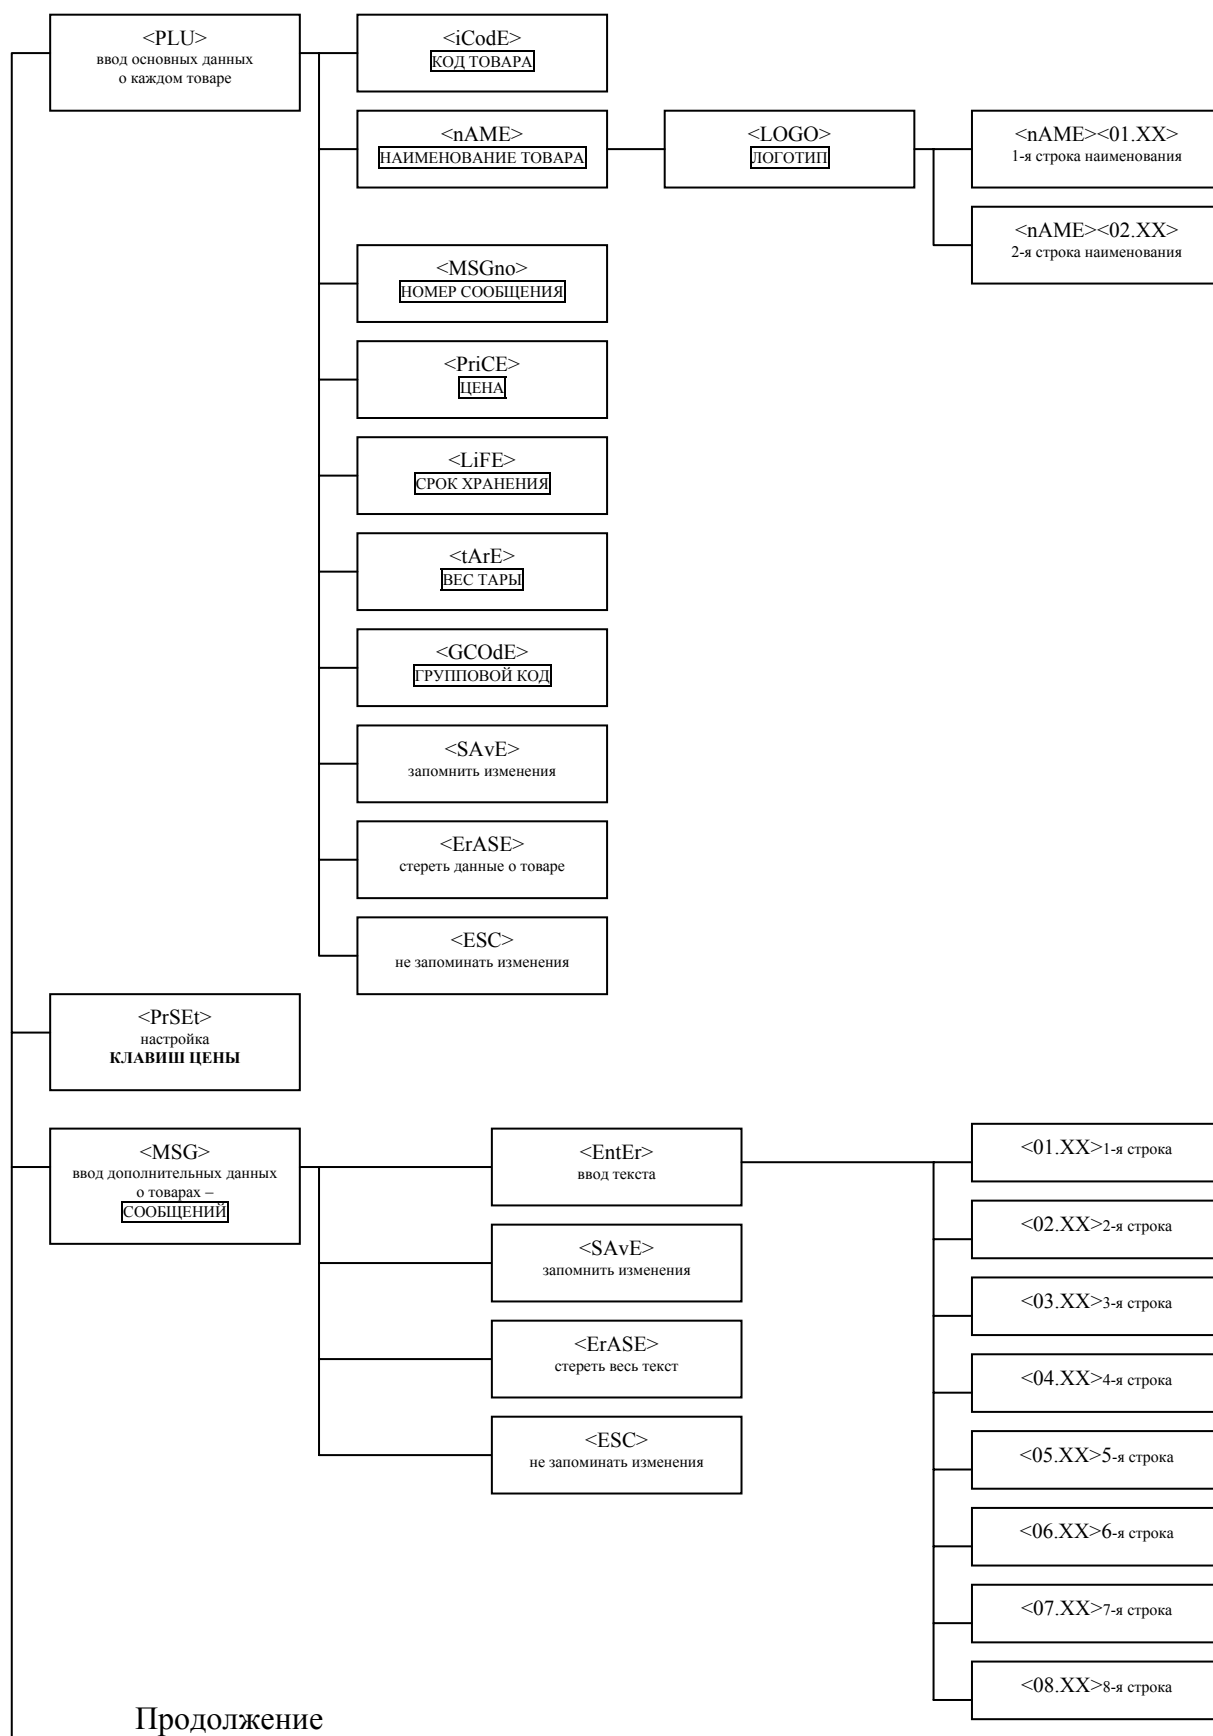 <PLU>
ввод основных данных
о каждом товаре
<iCodE>
КОД ТОВАРА
<nAME>
НАИМЕНОВАНИЕ ТОВАРА
<LOGO>
ЛОГОТИП
<nAME><01.XX>
1-я строка наименования
<nAME><02.XX>
2-я строка наименования
<MSGno>
НОМЕР СООБЩЕНИЯ
<PriCE>
ЦЕНА
<LiFE>
СРОК ХРАНЕНИЯ
<tArE>
ВЕС ТАРЫ
<GCOdE>
ГРУППОВОЙ КОД
<SAvE>
запомнить изменения
<ErASE>
стереть данные о товаре
<ESC>
не запоминать изменения
<PrSEt>
настройка
КЛАВИШ ЦЕНЫ
<MSG>
ввод дополнительных данных
о товарах –
СООБЩЕНИЙ
<EntEr>
ввод текста
<SAvE>
запомнить изменения
<ErASE>
стереть весь текст
<ESC>
не запоминать изменения
<01.XX>1-я строка
<02.XX>2-я строка
<03.XX>3-я строка
<04.XX>4-я строка
<05.XX>5-я строка
<06.XX>6-я строка
<07.XX>7-я строка
<08.XX>8-я строка
Продолжение